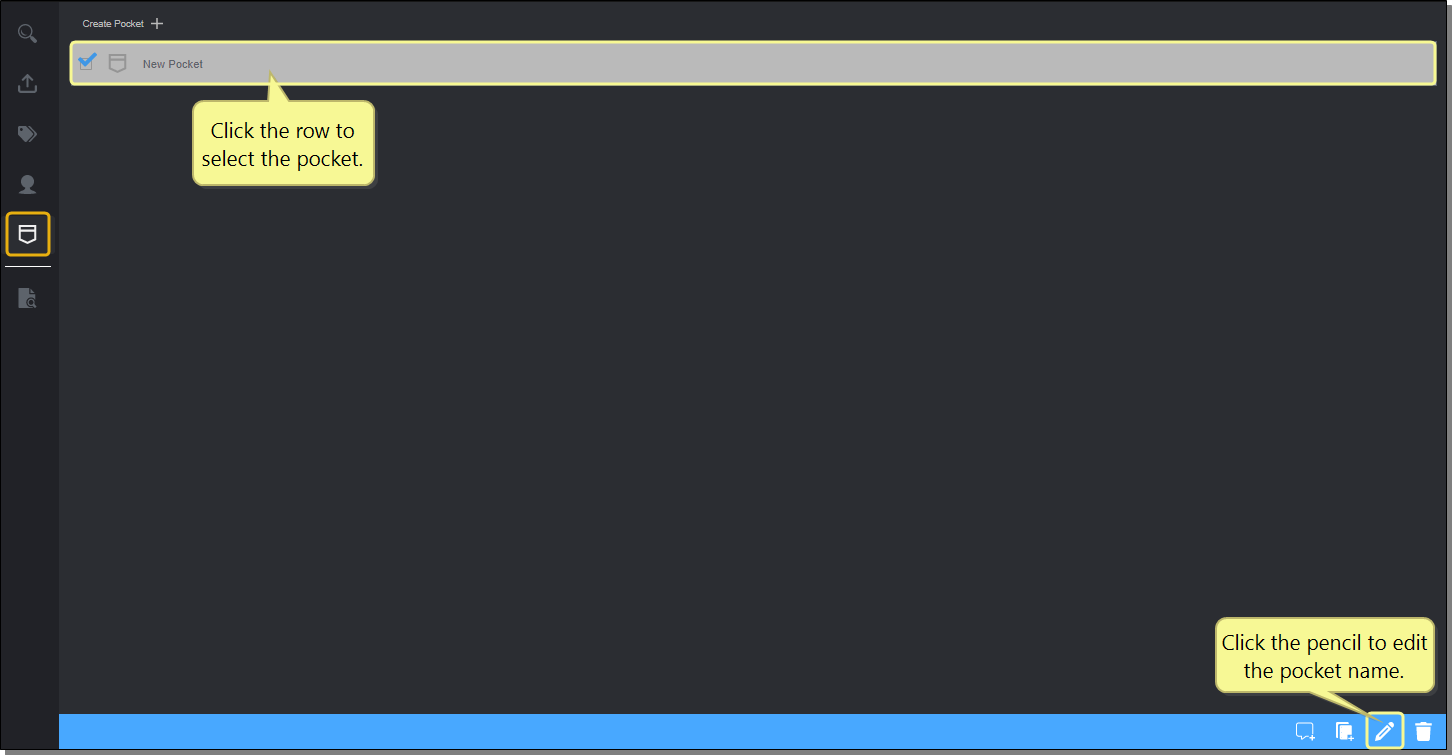 Create Pocket
New Pocket
Click the row to
select the pocket.
Click the pencil to edit
the pocket name.